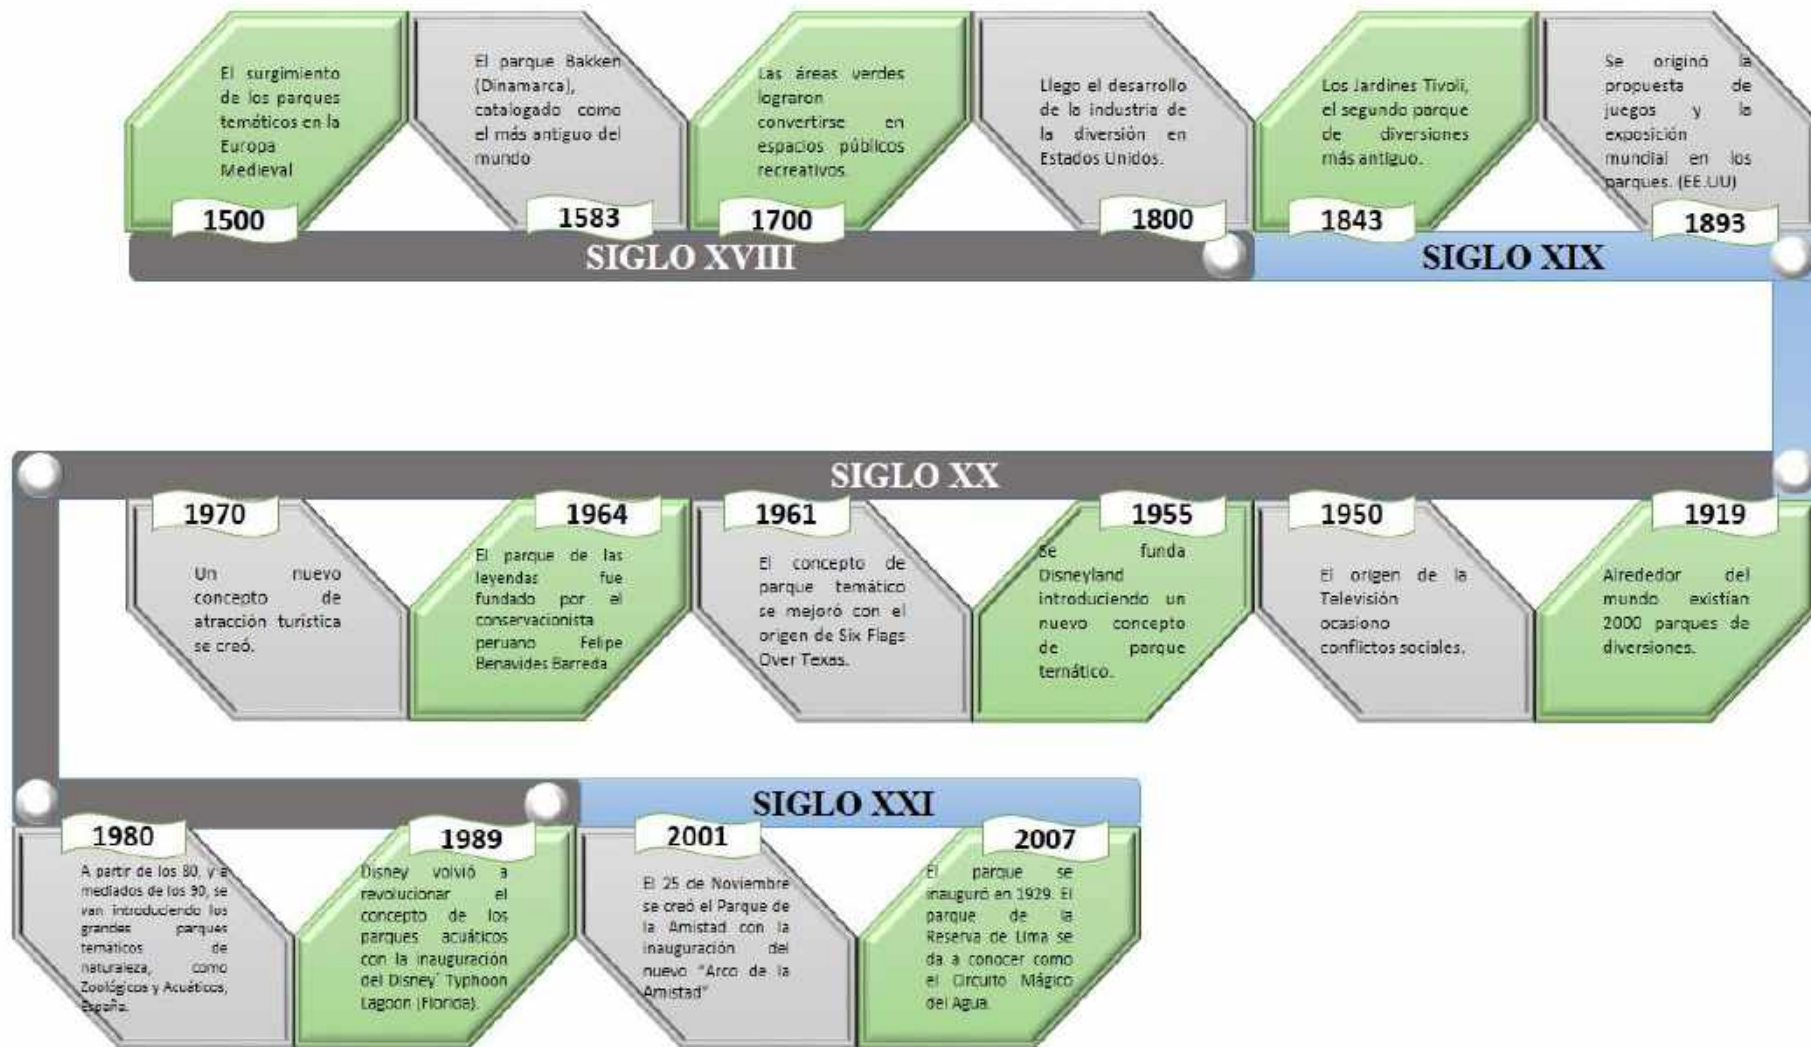 El surgimiento
de los parques
temáticos en la
Europa
Medieval
1500
El parque Bakken
(Dinamarca),
catalogado como
el más antiguo del
mundo
1583
Las áreas verdes
lograron
convertirse en
espacios públicos
recreativos.
1700
Llego el desarrollo
de la industria de
la diversión en
Estados Unidos.
1800
SIGLO XVIII
Los Jardines Tivoli,
el segundo parque
de diversiones
más antiguo.
1843
Se originó la
propuesta de
juegos y la
exposición
mundial en los
parques. (EE.UU)
1893
SIGLO XIX
SIGLO XX
1919
Alrededor del
mundo existían
2000 parques de
diversiones.
1950
El origen de la
Televisión
ocasiono
conflictos sociales.
1955
Se funda
Disneyland
introduciendo un
nuevo concepto
de parque
temático.
1961
El concepto de
parque temático
se mejoró con el
origen de Six Flags
Over Texas.
1964
El parque de las
leyendas fue
fundado por el
conservacionista
peruano Felipe
Benavides Barreda
1970
Un nuevo
concepto de
atracción turística
se creó.
1980
A partir de los 80, y a
mediados de los 90, se
van introduciendo los
grandes parques
temáticos de
naturaleza, como
Zoológicos y Acuáticos,
España.
1989
Disney volvió a
revolucionar el
concepto de los
parques acuáticos
con la inauguración
del Disney´ Typhoon
Lagoon (Florida).
SIGLO XXI
2001
El 25 de Noviembre
se creó el Parque de
la Amistad con la
inauguración del
nuevo "Arco de la
Amistad"
2007
El parque se
inauguró en 1929. El
parque de la
Reserva de Lima se
da a conocer como
el Circuito Mágico
del Agua.